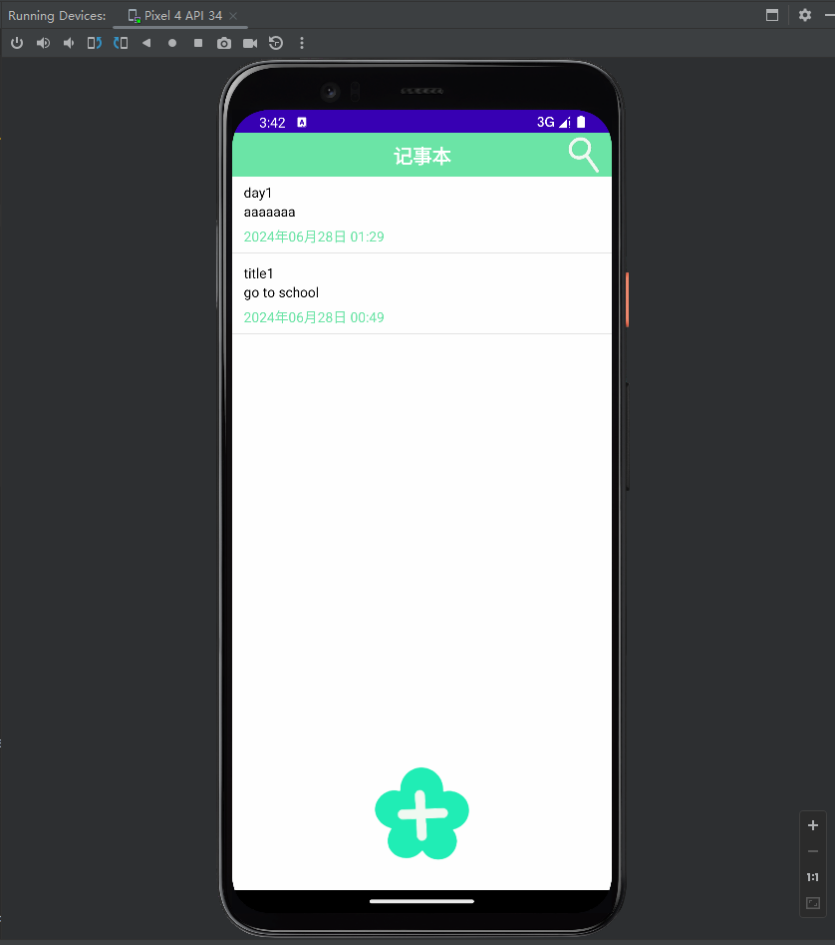 Running Devices: Pixel 4 API 34
3:42 A 3G
记事本
day1
aaaaaaa
2024年06月28日 01:29
title1
go to school
2024年06月28日 00:49
1:1